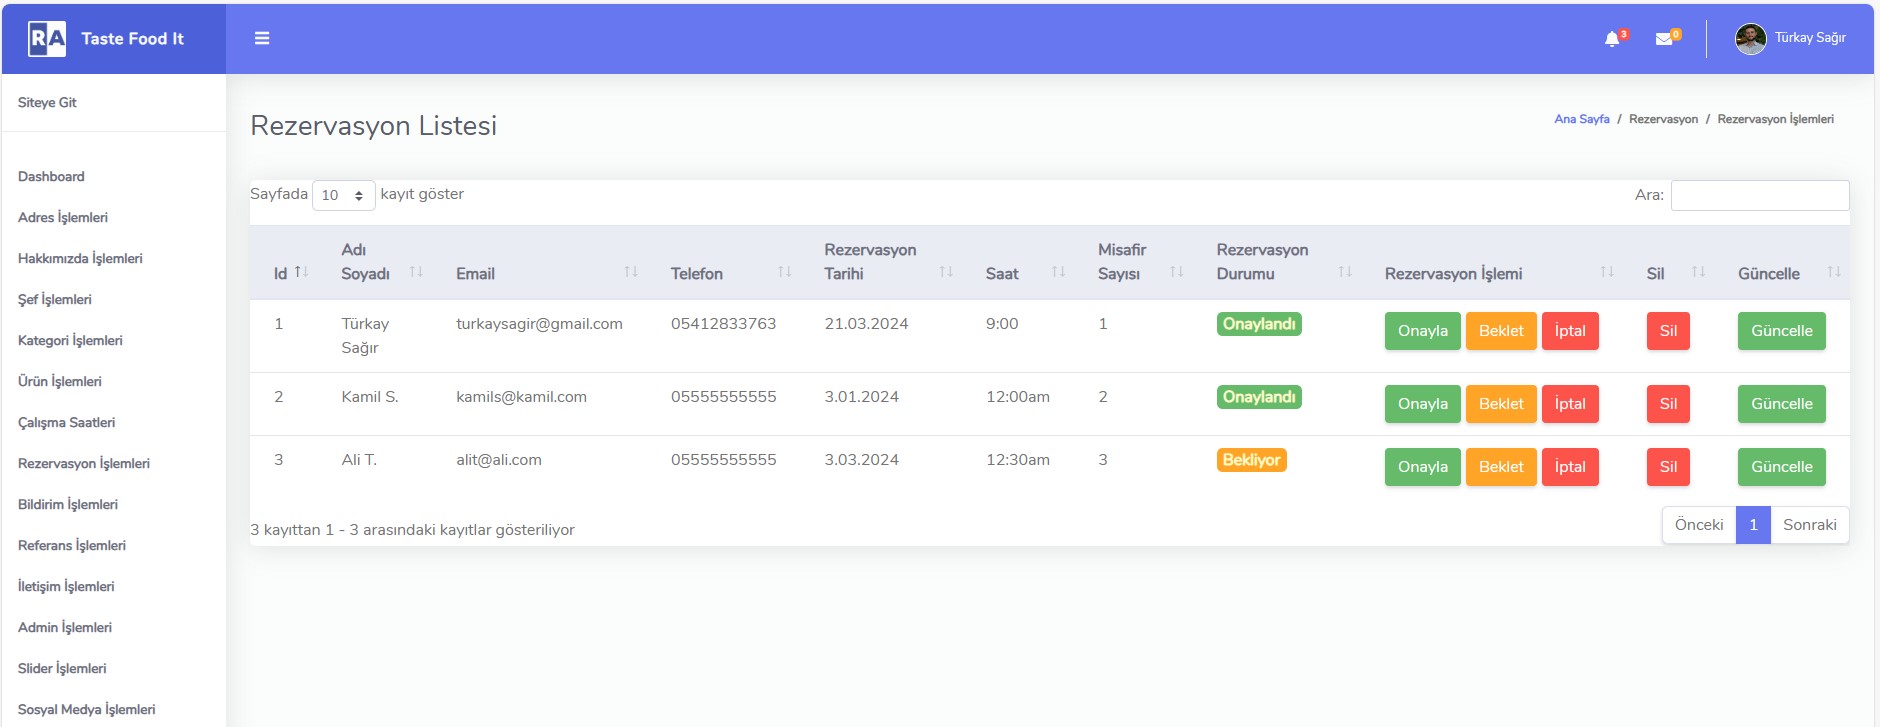 RA Taste Food It
3
0
Türkay Sağır
Siteye Git
Dashboard
Adres İşlemleri
Hakkımızda İşlemleri
Şef İşlemleri
Kategori İşlemleri
Ürün İşlemleri
Çalışma Saatleri
Rezervasyon İşlemleri
Bildirim İşlemleri
Referans İşlemleri
İletişim İşlemleri
Admin İşlemleri
Slider İşlemleri
Sosyal Medya İşlemleri
Rezervasyon Listesi
Ana Sayfa / Rezervasyon / Rezervasyon İşlemleri
Sayfada 10 kayıt göster
Ara:
Id Adı Soyadı Email Telefon Rezervasyon Tarihi Saat Misafir Sayısı Rezervasyon Durumu Rezervasyon İşlemi Sil Güncelle
1 Türkay Sağır turkaysagir@gmail.com 05412833763 21.03.2024 9:00 1 Onaylandı Onayla Beklet İptal Sil Güncelle
2 Kamil S. kamils@kamil.com 05555555555 3.01.2024 12:00am 2 Onaylandı Onayla Beklet İptal Sil Güncelle
3 Ali T. alit@ali.com 05555555555 3.03.2024 12:30am 3 Bekliyor Onayla Beklet İptal Sil Güncelle
3 kayıttan 1 - 3 arasındaki kayıtlar gösteriliyor
Önceki 1 Sonraki